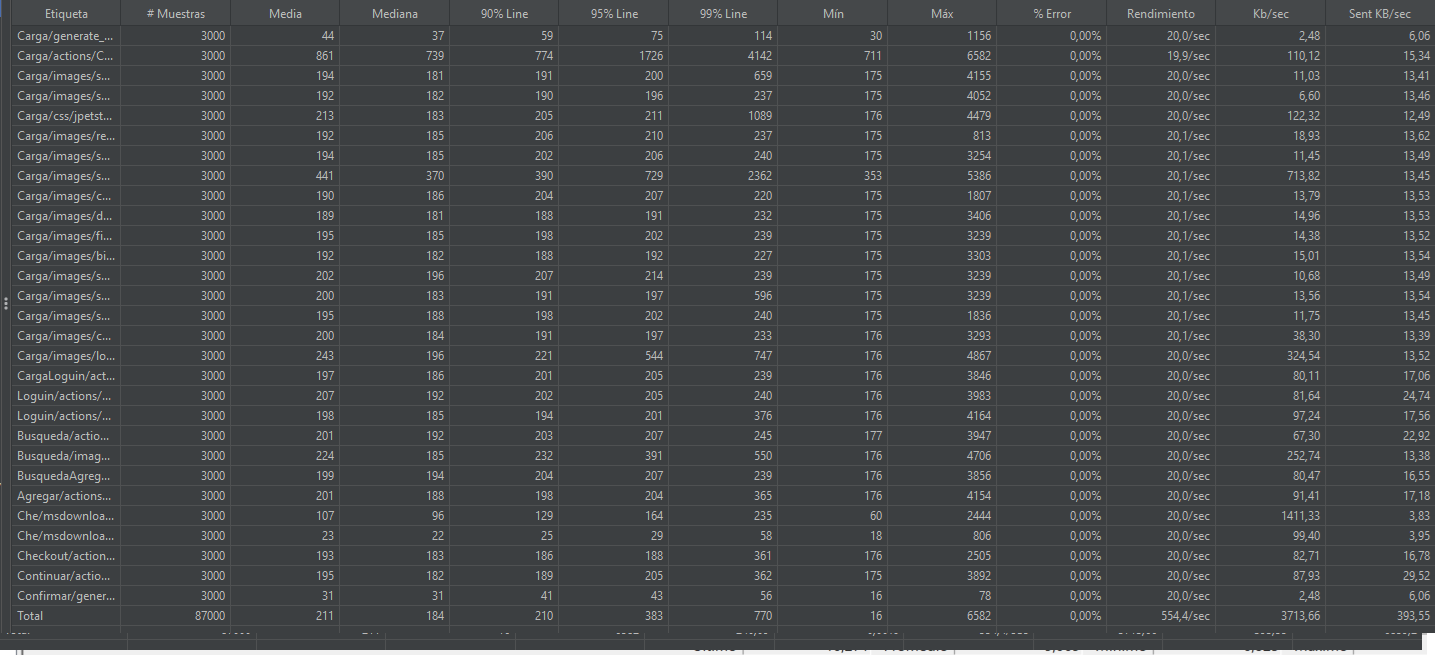 Etiqueta # Muestras Media Mediana 90% Line 95% Line 99% Line Mín Máx % Error Rendimiento Kb/sec Sent KB/sec
Carga/generate_... 3000 44 37 59 75 114 30 1156 0,00% 20,0/sec 2,48 6,06
Carga/actions/C... 3000 861 739 774 1726 4142 711 6582 0,00% 19,9/sec 110,12 15,34
Carga/images/s... 3000 194 181 191 200 659 175 4155 0,00% 20,0/sec 11,03 13,41
Carga/images/s... 3000 192 182 190 196 237 175 4052 0,00% 20,0/sec 6,60 13,46
Carga/css/jpetst... 3000 213 183 205 211 1089 176 4479 0,00% 20,0/sec 122,32 12,49
Carga/images/re... 3000 192 185 206 210 237 175 813 0,00% 20,1/sec 18,93 13,62
Carga/images/s... 3000 194 185 202 206 240 175 3254 0,00% 20,1/sec 11,45 13,49
Carga/images/s... 3000 441 370 390 729 2362 353 5386 0,00% 20,1/sec 713,82 13,45
Carga/images/c... 3000 190 186 204 207 220 175 1807 0,00% 20,1/sec 13,79 13,53
Carga/images/d... 3000 189 181 188 191 232 175 3406 0,00% 20,1/sec 14,96 13,53
Carga/images/fi... 3000 195 185 198 202 239 175 3239 0,00% 20,1/sec 14,38 13,52
Carga/images/bi... 3000 192 182 188 192 227 175 3303 0,00% 20,1/sec 15,01 13,54
Carga/images/s... 3000 202 196 207 214 239 175 3239 0,00% 20,1/sec 10,68 13,49
Carga/images/s... 3000 200 183 191 197 596 175 3239 0,00% 20,1/sec 13,56 13,54
Carga/images/s... 3000 195 188 198 202 240 175 1836 0,00% 20,1/sec 11,75 13,45
Carga/images/c... 3000 200 184 191 197 233 176 3293 0,00% 20,1/sec 38,30 13,39
Carga/images/lo... 3000 243 196 221 544 747 176 4867 0,00% 20,0/sec 324,54 13,52
CargaLoguin/act... 3000 197 186 201 205 239 176 3846 0,00% 20,0/sec 80,11 17,06
Loguin/actions/... 3000 207 192 202 205 240 176 3983 0,00% 20,0/sec 81,64 24,74
Loguin/actions/... 3000 198 185 194 201 376 176 4164 0,00% 20,0/sec 97,24 17,56
Busqueda/actio... 3000 201 192 203 207 245 177 3947 0,00% 20,0/sec 67,30 22,92
Busqueda/imag... 3000 224 185 232 391 550 176 4706 0,00% 20,0/sec 252,74 13,38
BusquedaAgreg... 3000 199 194 204 207 239 176 3856 0,00% 20,0/sec 80,47 16,55
Agregar/actions... 3000 201 188 198 204 365 176 4154 0,00% 20,0/sec 91,41 17,18
Che/msdownloa... 3000 107 96 129 164 235 60 2444 0,00% 20,0/sec 1411,33 3,83
Che/msdownloa... 3000 23 22 25 29 58 18 806 0,00% 20,0/sec 99,40 3,95
Checkout/action... 3000 193 183 186 188 361 176 2505 0,00% 20,0/sec 82,71 16,78
Continuar/actio... 3000 195 182 189 205 362 175 3892 0,00% 20,0/sec 87,93 29,52
Confirmar/gener... 3000 31 31 41 43 56 16 78 0,00% 20,0/sec 2,48 6,06
Total 87000 211 184 210 383 770 16 6582 0,00% 554,4/sec 3713,66 393,55